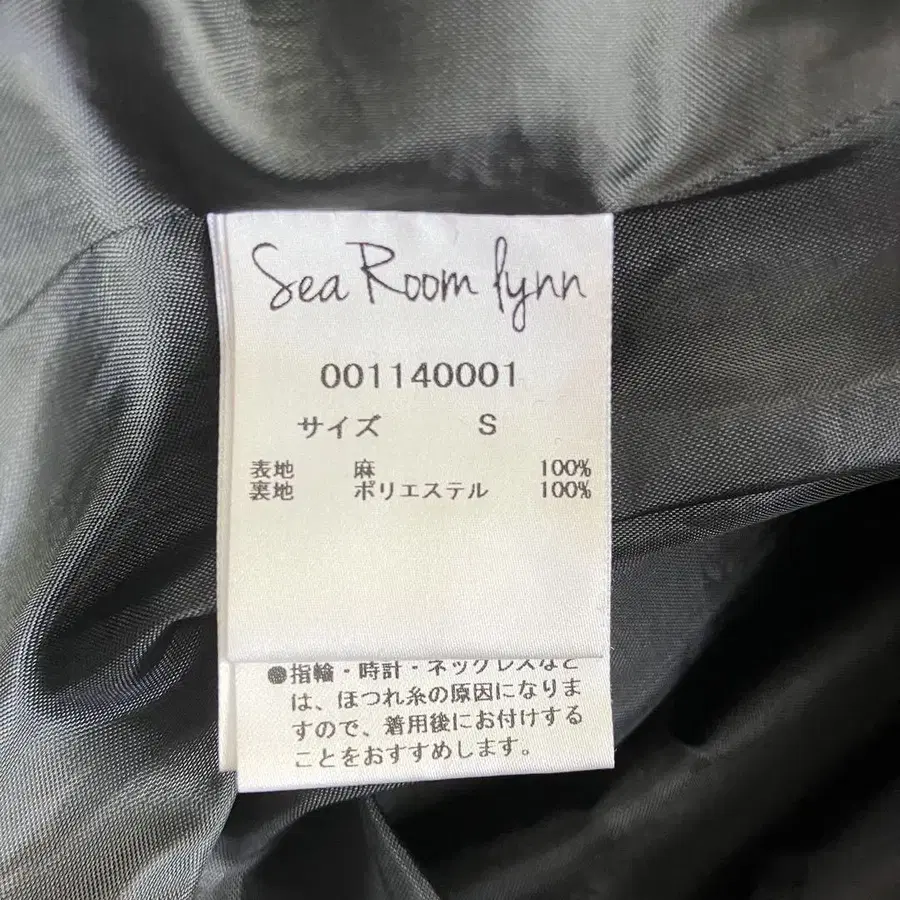 Sea Room lynn
001140001
サイズ S
表地 麻 100%
裏地 ポリエステル 100%
●指輪・時計・ネックレスなど
は、ほつれ糸の原因になりま
すので、着用後にお付けする
ことをおすすめします。